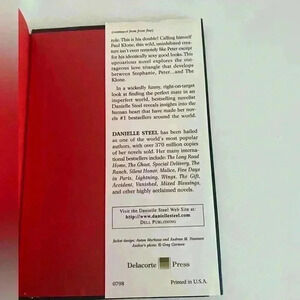 (continued from front flap)
role. This is his double! Calling himself
Paul Klone, this wild, uninhibited crea-
ture isn't even remotely like Peter except
for his identically sexy good looks. This
uproarious novel explores the out-
rageous love triangle that develops
between Stephanie, Peter...and The
Klone.
In a wickedly funny, right-on-target
look at finding the perfect mate in an
imperfect world, bestselling novelist
Danielle Steel reveals insights into the
human heart that have made her nov-
els #1 bestsellers around the world.
DANIELLE STEEL has been hailed
as one of the world's most popular
authors, with over 370 million copies
of her novels sold. Her many inter-
national bestsellers include: The Long Road
Home, The Ghost, Special Delivery, The
Ranch, Silent Honor, Malice, Five Days
in Paris, Lightning, Wings, The Gift,
Accident, Vanished, Mixed Blessings,
and other highly acclaimed novels.
Visit the Danielle Steel Web Site at:
http://www.daniellesteel.com
DELL PUBLISHING
Jacket design: Andrew M. Newman
Author's photo: © Greg Gorman
Delacorte Press
0798
Printed in U.S.A.